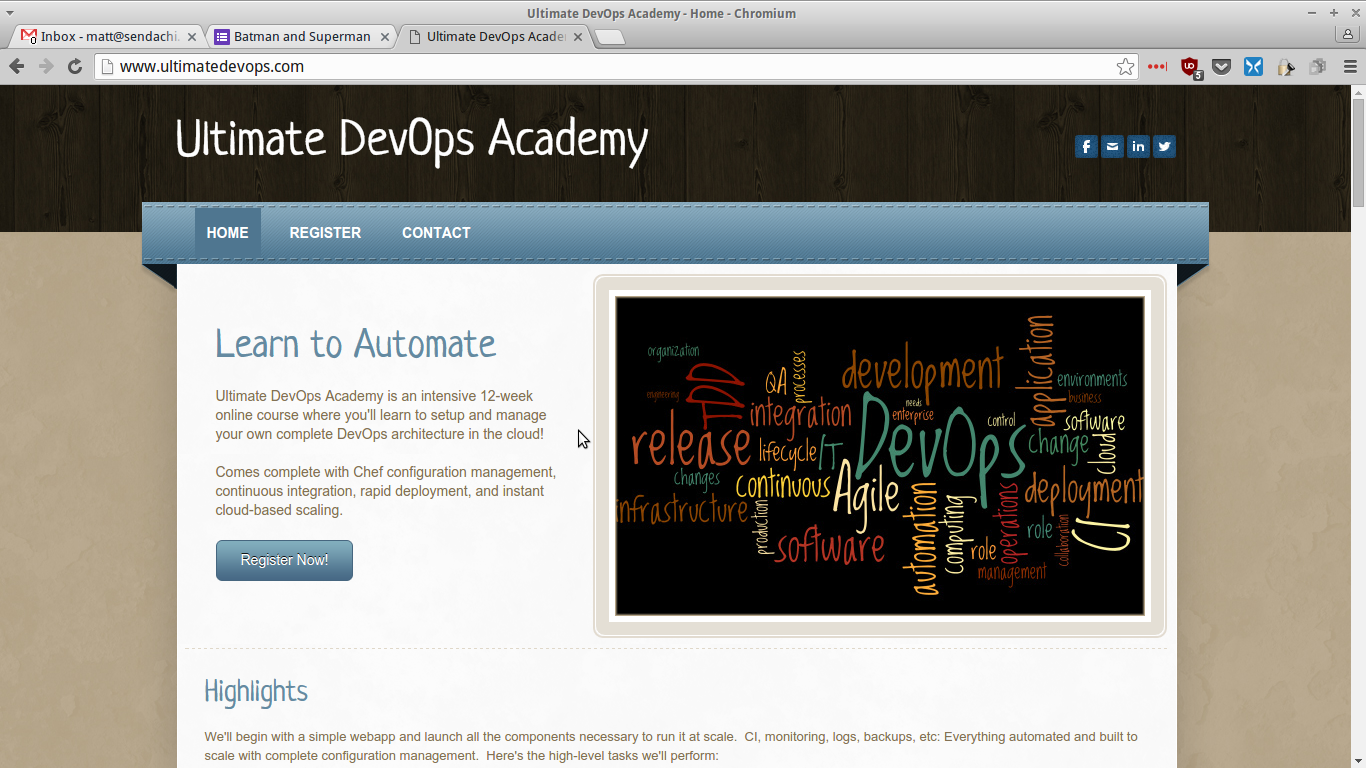 Ultimate DevOps Academy - Home - Chromium
Inbox - matt@sendachi.
Batman and Superman
Ultimate DevOps Acade
www.ultimatedevops.com
5
Ultimate DevOps Academy
HOME
REGISTER
CONTACT
Learn to Automate
Ultimate DevOps Academy is an intensive 12-week
online course where you'll learn to setup and manage
your own complete DevOps architecture in the cloud!
Comes complete with Chef configuration management,
continuous integration, rapid deployment, and instant
cloud-based scaling.
Register Now!
organization
engineering
TDD
QA
processes
development
application
environments
business
release
integration
needs
enterprise
DevOps
control
software
changes
lifecycle
IT
change
Cloud
continuous
Agile
deployment
infrastructure
production
software
automation
computing
role
operations
role
collaboration
CI
management
Highlights
We'll begin with a simple webapp and launch all the components necessary to run it at scale.  CI, monitoring, logs, backups, etc: Everything automated and built to
scale with complete configuration management.  Here's the high-level tasks we'll perform: